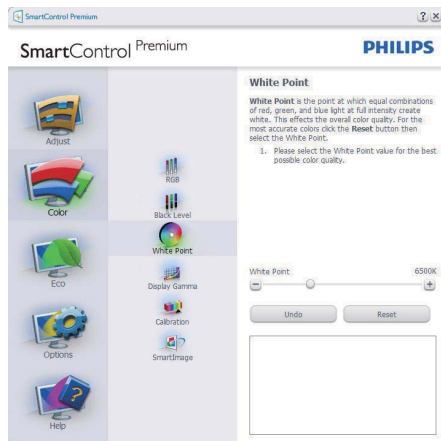 SmartControl Premium
? ×
SmartControl Premium
PHILIPS
Adjust
Color
Eco
Options
Help
RGB
Black Level
White Point
Display Gamma
Calibration
SmartImage
White Point
White Point is the point at which equal combinations
of red, green, and blue light at full intensity create
white. This effects the overall color quality. For the
most accurate colors click the Reset button then
select the White Point.
1. Please select the White Point value for the best
possible color quality.
White Point 6500K
Undo Reset